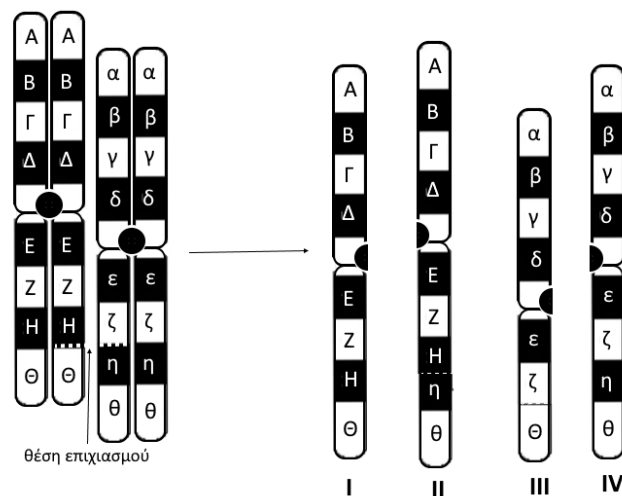 Α Α
Β Β
Γ Γ
Δ Δ
Ε Ε
Ζ Ζ
Η Η
Θ Θ
α α
β β
γ γ
δ δ
ε ε
ζ ζ
η η
θ θ
θέση επιχιασμού
Α
Β
Γ
Δ
Ε
Ζ
Η
Θ
I
Α
Β
Γ
Δ
Ε
Ζ
Η
η
θ
II
α
β
γ
δ
ε
ζ
Θ
III
α
β
γ
δ
ε
ζ
η
θ
IV